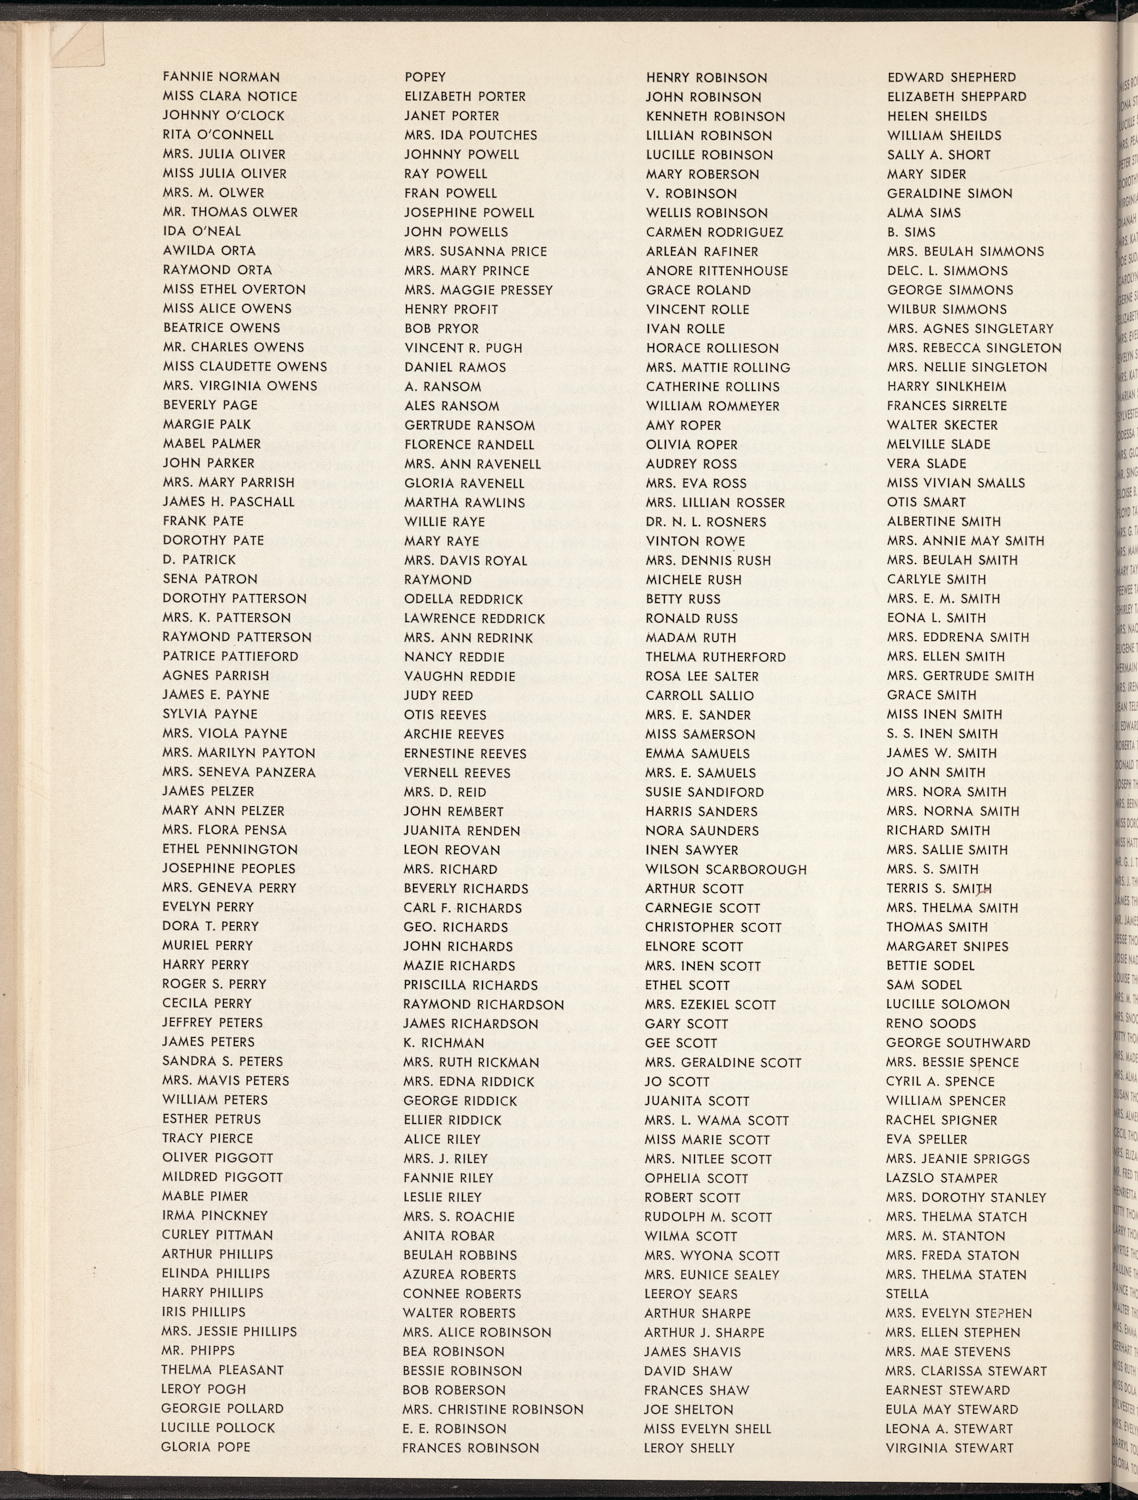 FANNIE NORMAN
MISS CLARA NOTICE
JOHNNY O'CLOCK
RITA O'CONNELL
MRS. JULIA OLIVER
MISS JULIA OLIVER
MRS. M. OLWER
MR. THOMAS OLWER
IDA O'NEAL
AWILDA ORTA
RAYMOND ORTA
MISS ETHEL OVERTON
MISS ALICE OWENS
BEATRICE OWENS
MR. CHARLES OWENS
MISS CLAUDETTE OWENS
MRS. VIRGINIA OWENS
BEVERLY PAGE
MARGIE PALK
MABEL PALMER
JOHN PARKER
MRS. MARY PARRISH
JAMES H. PASCHALL
FRANK PATE
DOROTHY PATE
D. PATRICK
SENA PATRON
DOROTHY PATTERSON
MRS. K. PATTERSON
RAYMOND PATTERSON
PATRICE PATTIEFORD
AGNES PARRISH
JAMES E. PAYNE
SYLVIA PAYNE
MRS. VIOLA PAYNE
MRS. MARILYN PAYTON
MRS. SENEVA PANZERA
JAMES PELZER
MARY ANN PELZER
MRS. FLORA PENSA
ETHEL PENNINGTON
JOSEPHINE PEOPLES
MRS. GENEVA PERRY
EVELYN PERRY
DORA T. PERRY
MURIEL PERRY
HARRY PERRY
ROGER S. PERRY
CECILA PERRY
JEFFREY PETERS
JAMES PETERS
SANDRA S. PETERS
MRS. MAVIS PETERS
WILLIAM PETERS
ESTHER PETRUS
TRACY PIERCE
OLIVER PIGGOTT
MILDRED PIGGOTT
MABLE PIMER
IRMA PINCKNEY
CURLEY PITTMAN
ARTHUR PHILLIPS
ELINDA PHILLIPS
HARRY PHILLIPS
IRIS PHILLIPS
MRS. JESSIE PHILLIPS
MR. PHIPPS
THELMA PLEASANT
LEROY POGH
GEORGIE POLLARD
LUCILLE POLLOCK
GLORIA POPE
POPEY
ELIZABETH PORTER
JANET PORTER
MRS. IDA POUTCHES
JOHNNY POWELL
RAY POWELL
FRAN POWELL
JOSEPHINE POWELL
JOHN POWELLS
MRS. SUSANNA PRICE
MRS. MARY PRINCE
MRS. MAGGIE PRESSEY
HENRY PROFIT
BOB PRYOR
VINCENT R. PUGH
DANIEL RAMOS
A. RANSOM
ALES RANSOM
GERTRUDE RANSOM
FLORENCE RANDELL
MRS. ANN RAVENELL
GLORIA RAVENELL
MARTHA RAWLINS
WILLIE RAYE
MARY RAYE
MRS. DAVIS ROYAL
RAYMOND
ODELLA REDDRICK
LAWRENCE REDDRICK
MRS. ANN REDRINK
NANCY REDDIE
VAUGHN REDDIE
JUDY REED
OTIS REEVES
ARCHIE REEVES
ERNESTINE REEVES
VERNELL REEVES
MRS. D. REID
JOHN REMBERT
JUANITA RENDEN
LEON REOVAN
MRS. RICHARD
BEVERLY RICHARDS
CARL F. RICHARDS
GEO. RICHARDS
JOHN RICHARDS
MAZIE RICHARDS
PRISCILLA RICHARDS
RAYMOND RICHARDSON
JAMES RICHARDSON
K. RICHMAN
MRS. RUTH RICKMAN
MRS. EDNA RIDDICK
GEORGE RIDDICK
ELLIER RIDDICK
ALICE RILEY
MRS. J. RILEY
FANNIE RILEY
LESLIE RILEY
MRS. S. ROACHIE
ANITA ROBAR
BEULAH ROBBINS
AZUREA ROBERTS
CONNEE ROBERTS
WALTER ROBERTS
MRS. ALICE ROBINSON
BEA ROBINSON
BESSIE ROBINSON
BOB ROBERSON
MRS. CHRISTINE ROBINSON
E. E. ROBINSON
FRANCES ROBINSON
HENRY ROBINSON
JOHN ROBINSON
KENNETH ROBINSON
LILLIAN ROBINSON
LUCILLE ROBINSON
MARY ROBERSON
V. ROBINSON
WELLIS ROBINSON
CARMEN RODRIGUEZ
ARLEAN RAFINER
ANORE RITTENHOUSE
GRACE ROLAND
VINCENT ROLLE
IVAN ROLLE
HORACE ROLLIESON
MRS. MATTIE ROLLING
CATHERINE ROLLINS
WILLIAM ROMMEYER
AMY ROPER
OLIVIA ROPER
AUDREY ROSS
MRS. EVA ROSS
MRS. LILLIAN ROSSER
DR. N. L. ROSNERS
VINTON ROWE
MRS. DENNIS RUSH
MICHELE RUSH
BETTY RUSS
RONALD RUSS
MADAM RUTH
THELMA RUTHERFORD
ROSA LEE SALTER
CARROLL SALLIO
MRS. E. SANDER
MISS SAMERSON
EMMA SAMUELS
MRS. E. SAMUELS
SUSIE SANDIFORD
HARRIS SANDERS
NORA SAUNDERS
INEN SAWYER
WILSON SCARBOROUGH
ARTHUR SCOTT
CARNEGIE SCOTT
CHRISTOPHER SCOTT
ELNORE SCOTT
MRS. INEN SCOTT
ETHEL SCOTT
MRS. EZEKIEL SCOTT
GARY SCOTT
GEE SCOTT
MRS. GERALDINE SCOTT
JO SCOTT
JUANITA SCOTT
MRS. L. WAMA SCOTT
MISS MARIE SCOTT
MRS. NITLEE SCOTT
OPHELIA SCOTT
ROBERT SCOTT
RUDOLPH M. SCOTT
WILMA SCOTT
MRS. WYONA SCOTT
MRS. EUNICE SEALEY
LEEROY SEARS
ARTHUR SHARPE
ARTHUR J. SHARPE
JAMES SHAVIS
DAVID SHAW
FRANCES SHAW
JOE SHELTON
MISS EVELYN SHELL
LEROY SHELLY
EDWARD SHEPHERD
ELIZABETH SHEPPARD
HELEN SHEILDS
WILLIAM SHEILDS
SALLY A. SHORT
MARY SIDER
GERALDINE SIMON
ALMA SIMS
B. SIMS
MRS. BEULAH SIMMONS
DELC. L. SIMMONS
GEORGE SIMMONS
WILBUR SIMMONS
MRS. AGNES SINGLETARY
MRS. REBECCA SINGLETON
MRS. NELLIE SINGLETON
HARRY SINLKHEIM
FRANCES SIRRELTE
WALTER SKECTER
MELVILLE SLADE
VERA SLADE
MISS VIVIAN SMALLS
OTIS SMART
ALBERTINE SMITH
MRS. ANNIE MAY SMITH
MRS. BEULAH SMITH
CARLYLE SMITH
MRS. E. M. SMITH
EONA L. SMITH
MRS. EDDRENA SMITH
MRS. ELLEN SMITH
MRS. GERTRUDE SMITH
GRACE SMITH
MISS INEN SMITH
S. S. INEN SMITH
JAMES W. SMITH
JO ANN SMITH
MRS. NORA SMITH
MRS. NORNA SMITH
RICHARD SMITH
MRS. SALLIE SMITH
MRS. S. SMITH
TERRIS S. SMITH
MRS. THELMA SMITH
THOMAS SMITH
MARGARET SNIPES
BETTIE SODEL
SAM SODEL
LUCILLE SOLOMON
RENO SOODS
GEORGE SOUTHWARD
MRS. BESSIE SPENCE
CYRIL A. SPENCE
WILLIAM SPENCER
RACHEL SPIGNER
EVA SPELLER
MRS. JEANIE SPRIGGS
LAZSLO STAMPER
MRS. DOROTHY STANLEY
MRS. THELMA STATCH
MRS. M. STANTON
MRS. FREDA STATON
MRS. THELMA STATEN
STELLA
MRS. EVELYN STEPHEN
MRS. ELLEN STEPHEN
MRS. MAE STEVENS
MRS. CLARISSA STEWART
EARNEST STEWARD
EULA MAY STEWARD
LEONA A. STEWART
VIRGINIA STEWART